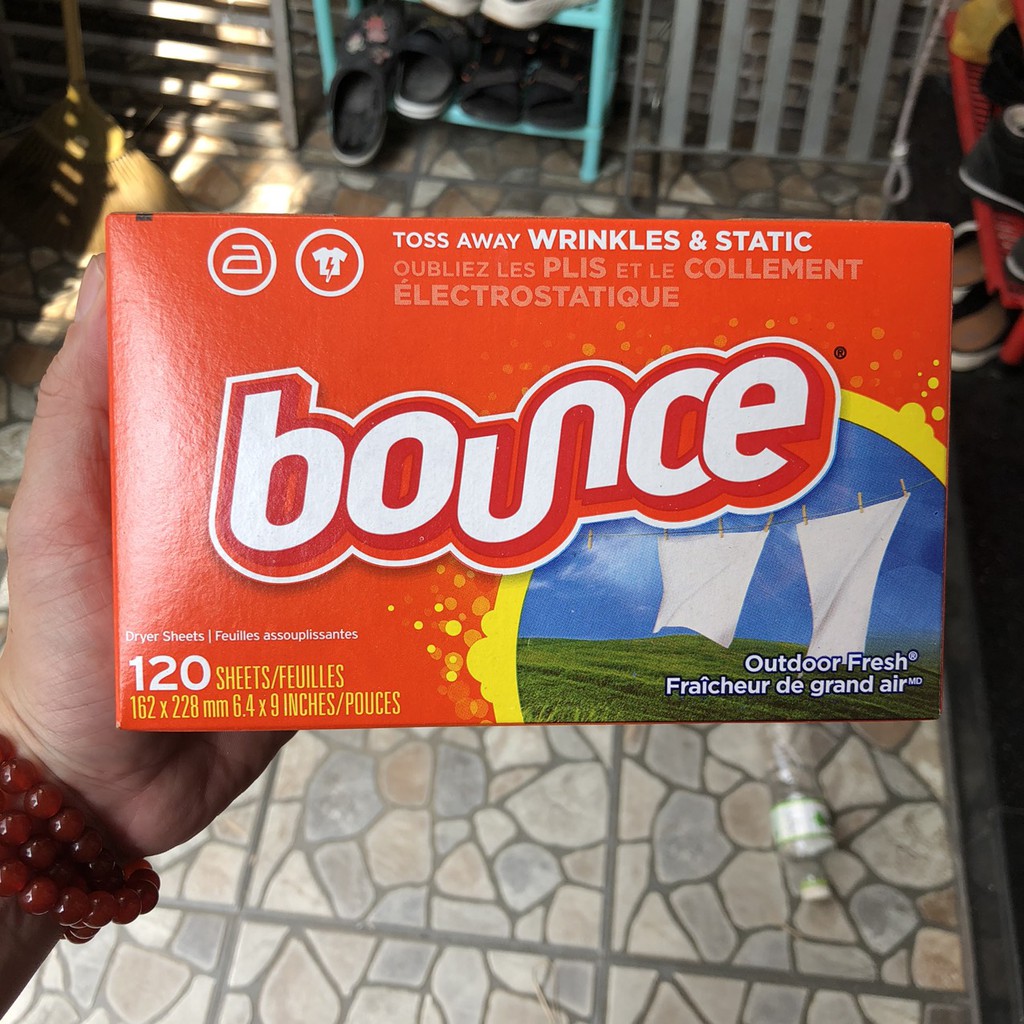 TOSS AWAY WRINKLES & STATIC
OUBLIEZ LES PLIS ET LE COLLEMENT
ÉLECTROSTATIQUE
bounce®
Dryer Sheets | Feuilles assouplissantes
120 SHEETS/FEUILLES
162 x 228 mm 6.4 x 9 INCHES/POUCES
Outdoor Fresh®
Fraîcheur de grand airMD